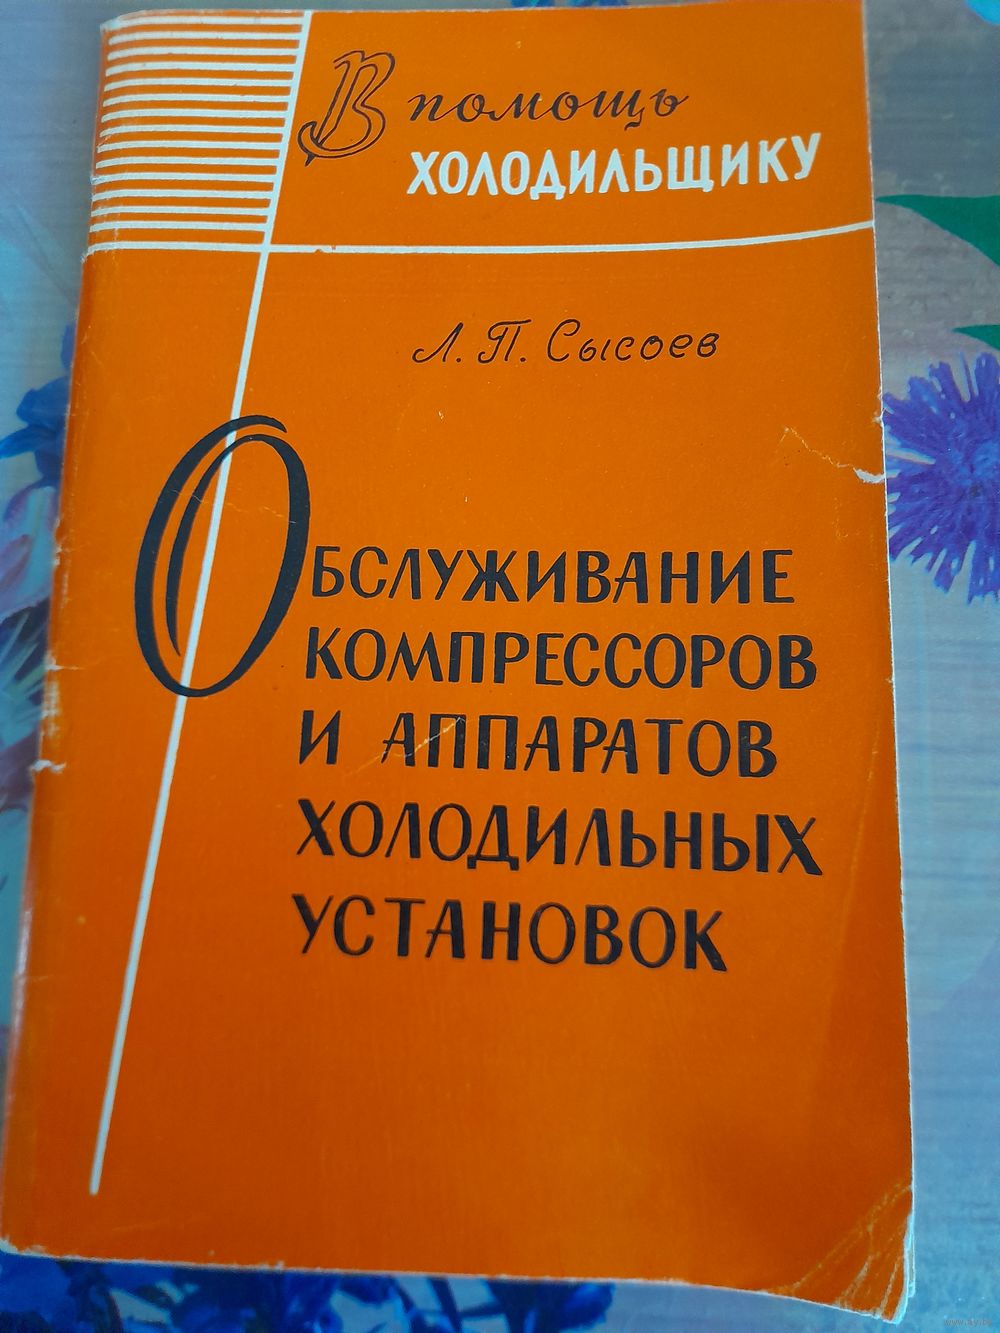 В помощь
ХОЛОДИЛЬЩИКУ
Л. П. Сысоев
ОБСЛУЖИВАНИЕ
КОМПРЕССОРОВ
И АППАРАТОВ
ХОЛОДИЛЬНЫХ
УСТАНОВОК